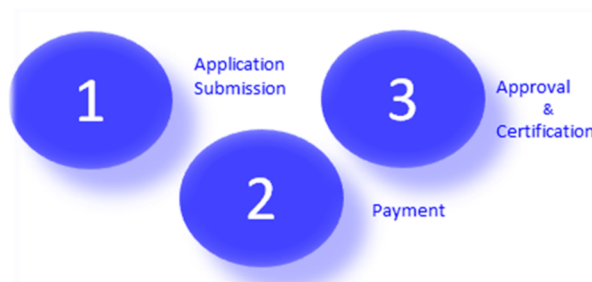 1
Application
Submission
2
Payment
3
Approval
&
Certification